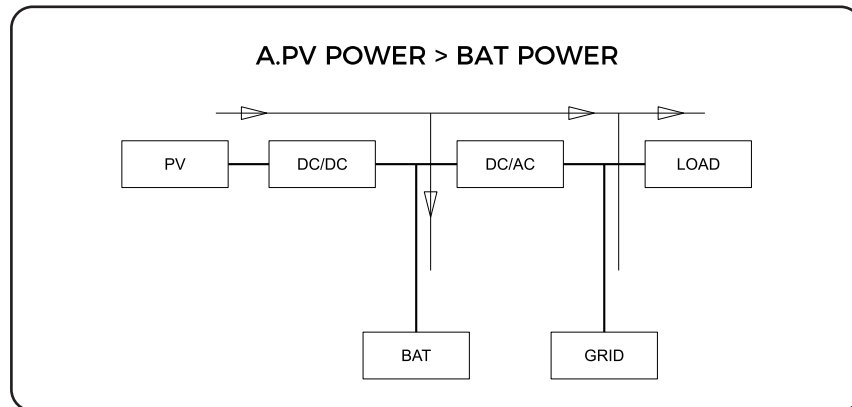 A.PV POWER > BAT POWER
PV
DC/DC
DC/AC
LOAD
BAT
GRID